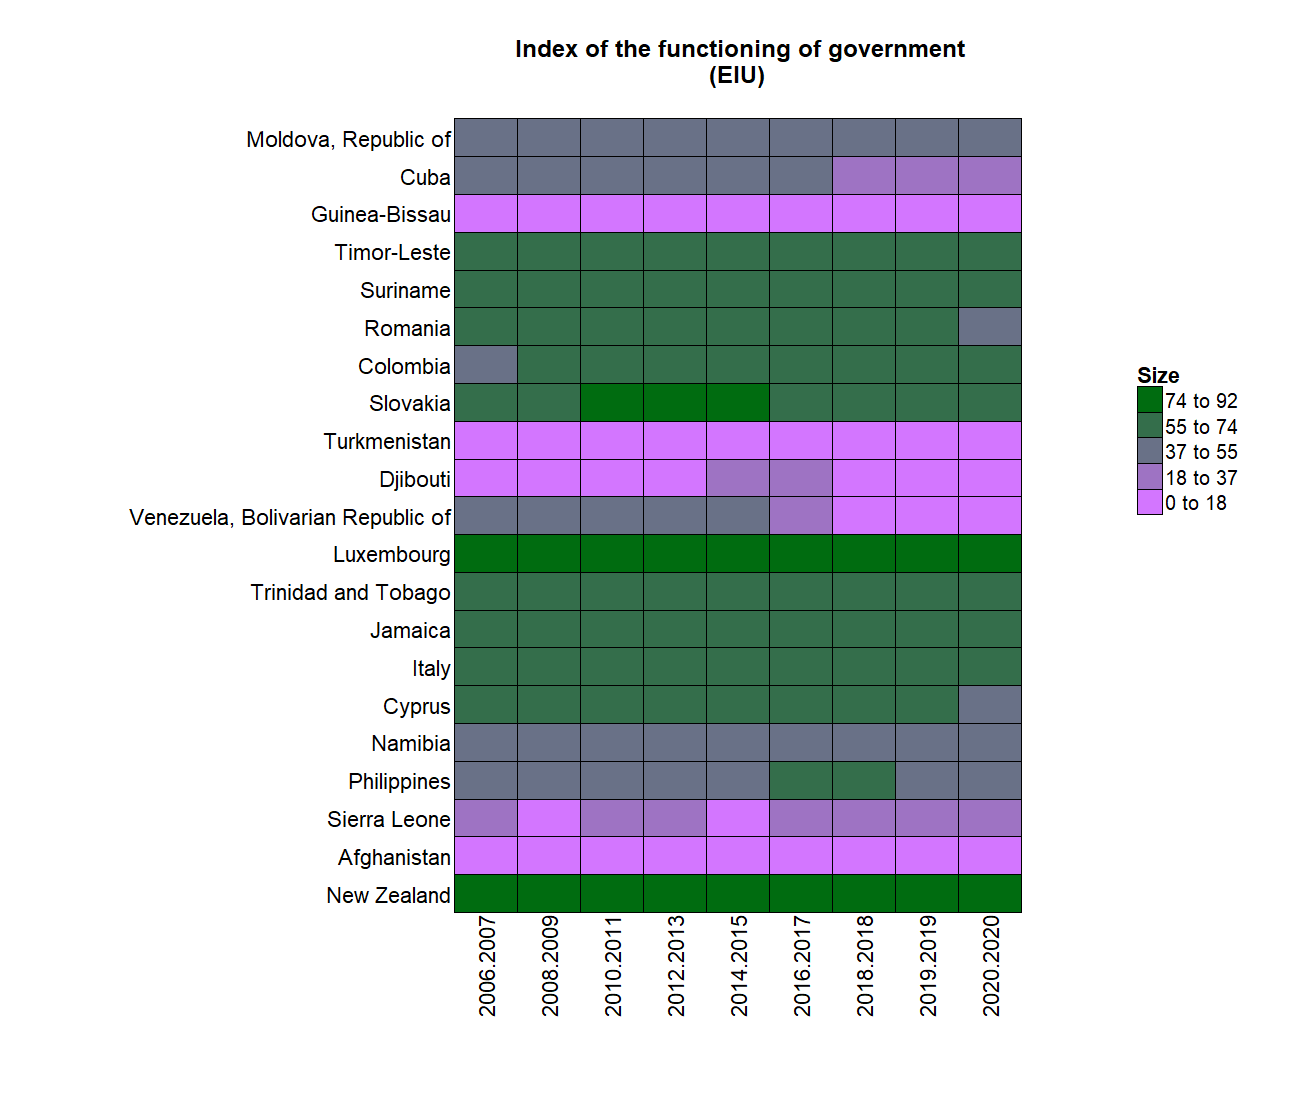 Index of the functioning of government
(EIU)
Moldova, Republic of
Cuba
Guinea-Bissau
Timor-Leste
Suriname
Romania
Colombia
Slovakia
Turkmenistan
Djibouti
Venezuela, Bolivarian Republic of
Luxembourg
Trinidad and Tobago
Jamaica
Italy
Cyprus
Namibia
Philippines
Sierra Leone
Afghanistan
New Zealand
2006.2007
2008.2009
2010.2011
2012.2013
2014.2015
2016.2017
2018.2018
2019.2019
2020.2020
Size
74 to 92
55 to 74
37 to 55
18 to 37
0 to 18